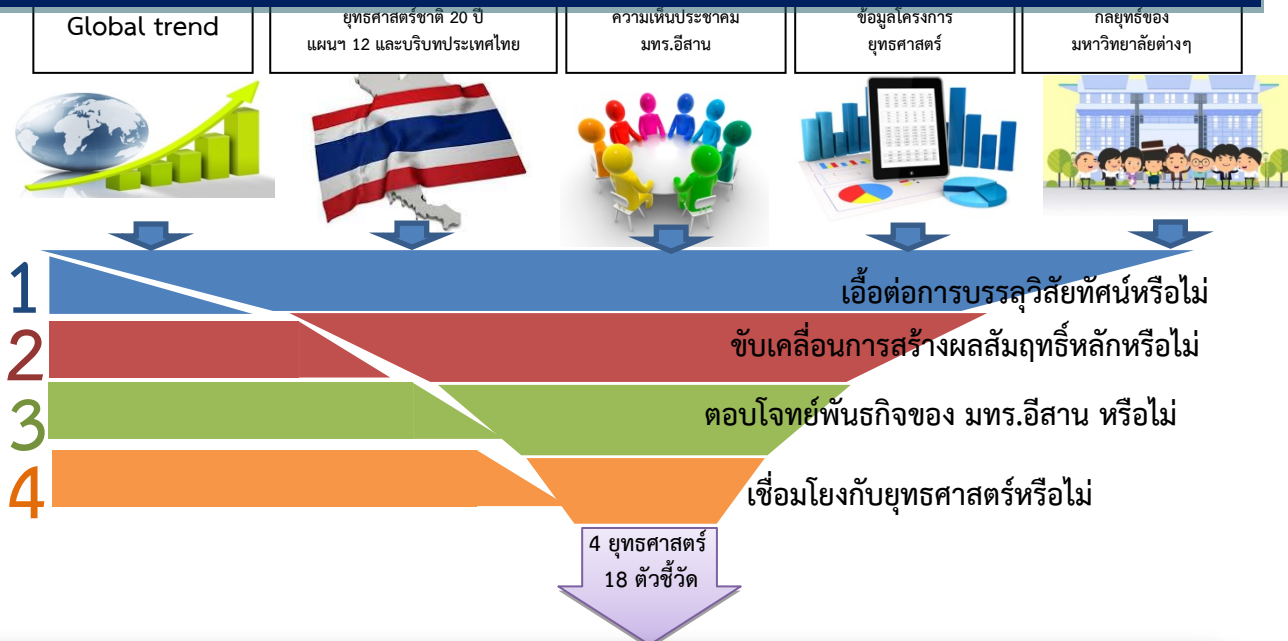 Global trend
ยุทธศาสตร์ชาติ 20 ปี
แผนฯ 12 และบริบทประเทศไทย
ความเห็นประชาคม
มทร.อีสาน
ข้อมูลโครงการ
ยุทธศาสตร์
กลยุทธ์ของ
มหาวิทยาลัยต่างๆ
1
เอื้อต่อการบรรลุวิสัยทัศน์หรือไม่
2
ขับเคลื่อนการสร้างผลสัมฤทธิ์หลักหรือไม่
3
ตอบโจทย์พันธกิจของ มทร.อีสาน หรือไม่
4
เชื่อมโยงกับยุทธศาสตร์หรือไม่
4 ยุทธศาสตร์
18 ตัวชี้วัด